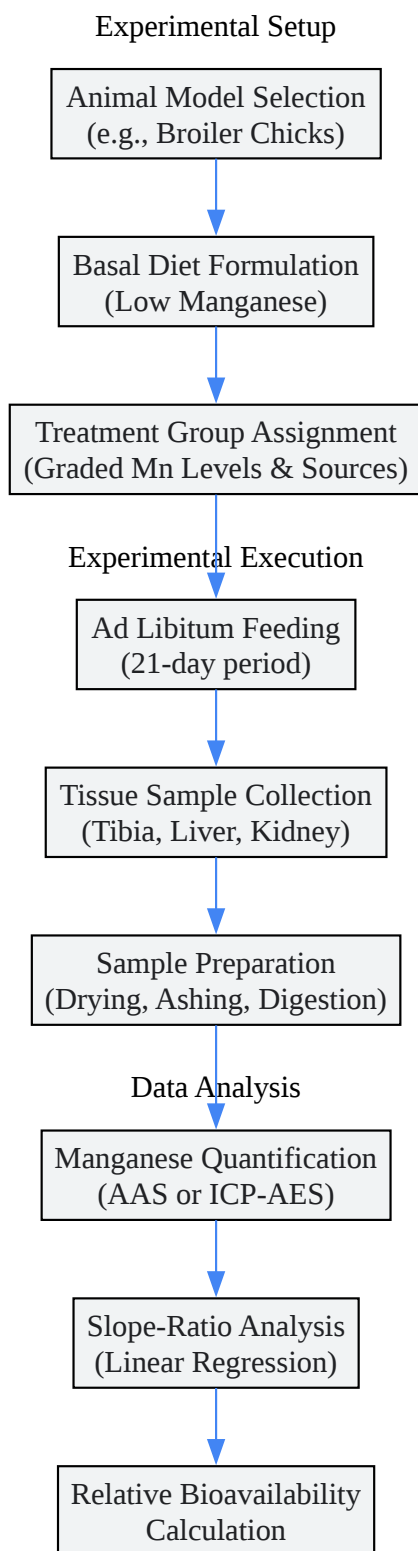 Experimental Setup
Animal Model Selection
(e.g., Broiler Chicks)
Basal Diet Formulation
(Low Manganese)
Treatment Group Assignment
(Graded Mn Levels & Sources)
Experimental Execution
Ad Libitum Feeding
(21-day period)
Tissue Sample Collection
(Tibia, Liver, Kidney)
Sample Preparation
(Drying, Ashing, Digestion)
Data Analysis
Manganese Quantification
(AAS or ICP-AES)
Slope-Ratio Analysis
(Linear Regression)
Relative Bioavailability
Calculation